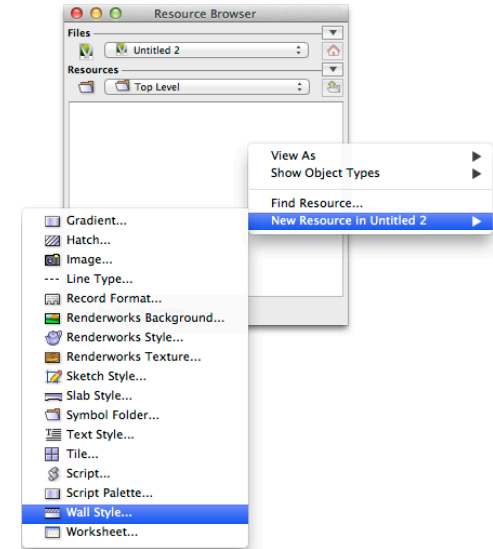 Resource Browser
Files
Untitled 2
Resources
Top Level
View As
Show Object Types
Find Resource...
New Resource in Untitled 2
Gradient...
Hatch...
Image...
Line Type...
Record Format...
Renderworks Background...
Renderworks Style...
Renderworks Texture...
Sketch Style...
Slab Style...
Symbol Folder...
Text Style...
Tile...
Script...
Script Palette...
Wall Style...
Worksheet...